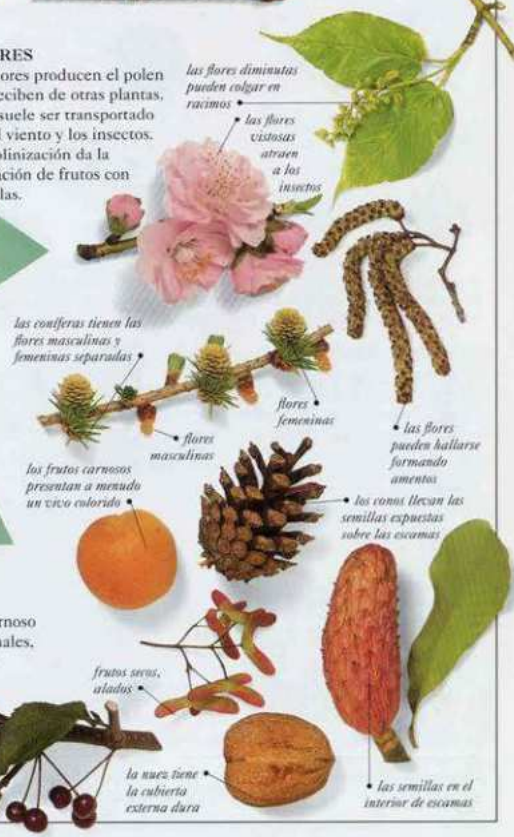 RES
ores producen el polen
eciben de otras plantas.
suele ser transportado
l viento y los insectos.
olinización da la
ción de frutos con
las.
las flores diminutas
pueden colgar en
racimos
las flores
vistosas
atraen
a los
insectos
las coníferas tienen las
flores masculinas y
femeninas separadas
flores
femeninas
flores
masculinas
las flores
pueden hallarse
formando
amentos
los frutos carnosos
presentan a menudo
un vivo colorido
los conos llevan las
semillas expuestas
sobre las escamas
rnoso
nales,
frutos secos,
alados
la nuez tiene
la cubierta
externa dura
las semillas en el
interior de escamas